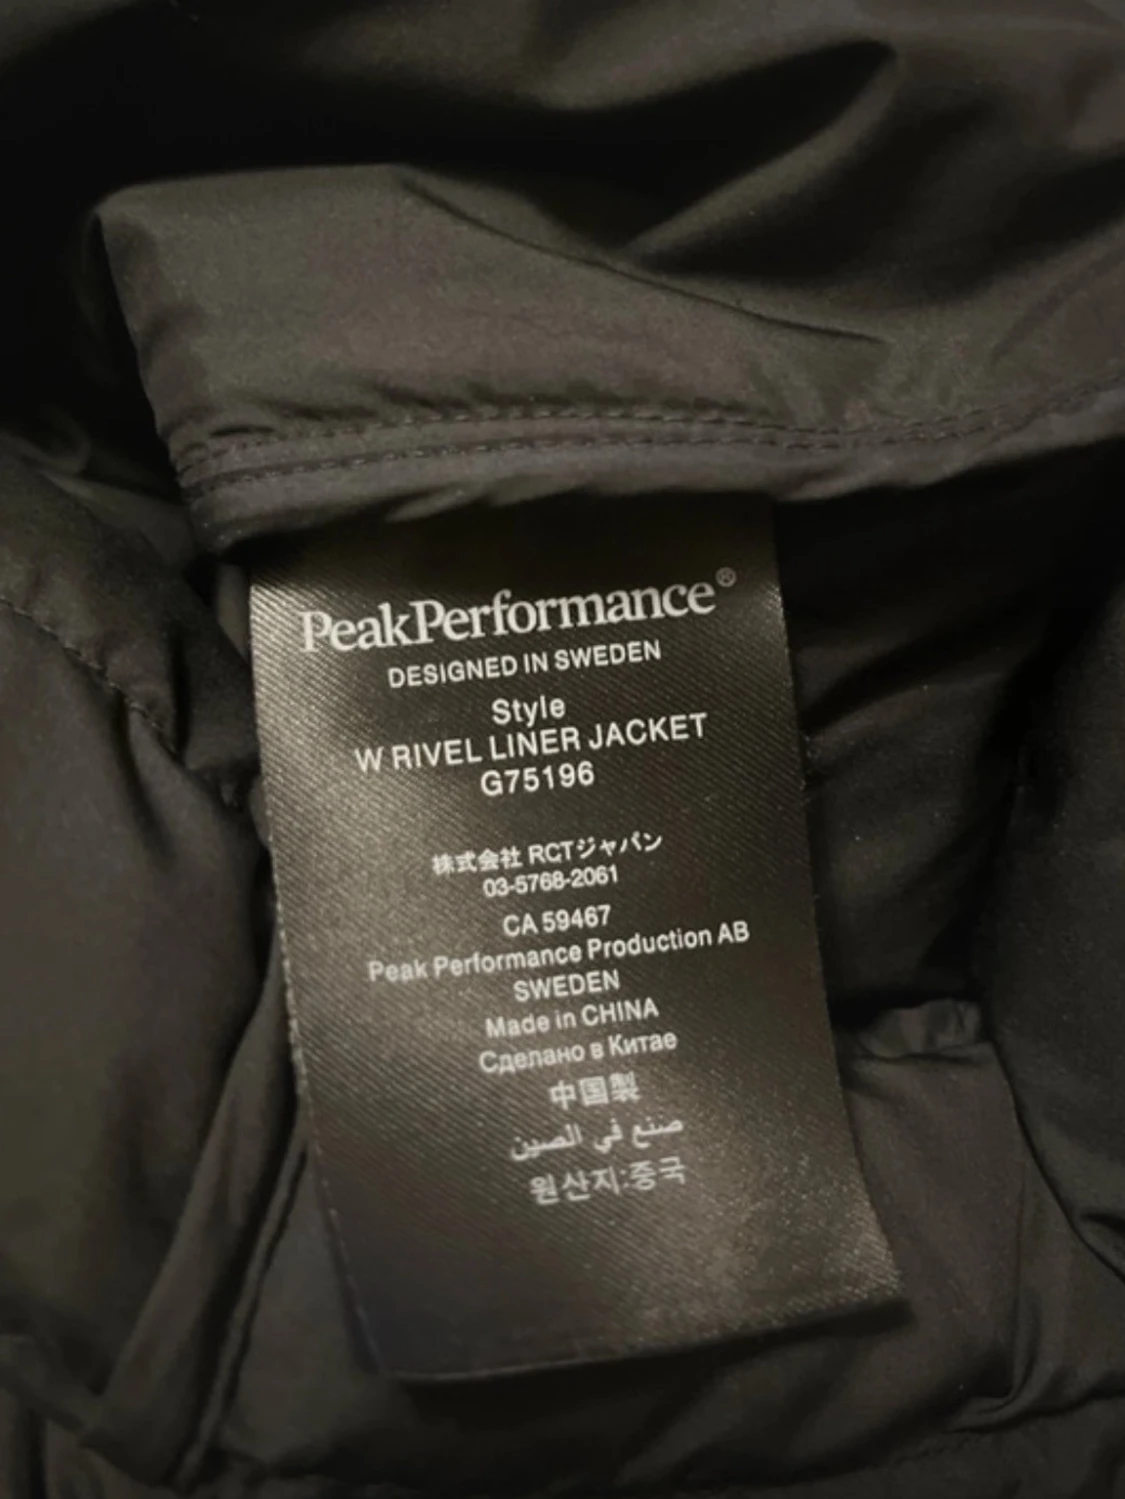 PeakPerformance®
DESIGNED IN SWEDEN
Style
W RIVEL LINER JACKET
G75196
株式会社 RCTジャパン
03-5768-2061
CA 59467
Peak Performance Production AB
SWEDEN
Made in CHINA
Сделано в Китае
中国製
صنع في الصين
원산지:중국